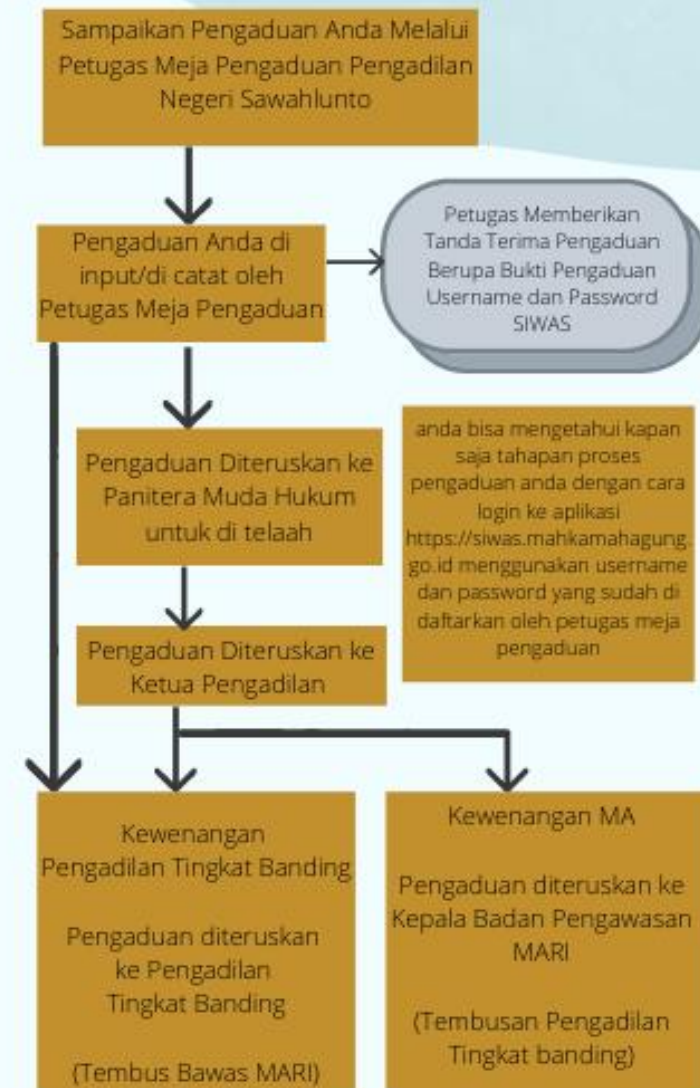 Sampaikan Pengaduan Anda Melalui
Petugas Meja Pengaduan Pengadilan
Negeri Sawahlunto
Pengaduan Anda di
input/di catat oleh
Petugas Meja Pengaduan
Petugas Memberikan
Tanda Terima Pengaduan
Berupa Bukti Pengaduan
Username dan Password
SIWAS
Pengaduan Diteruskan ke
Panitera Muda Hukum
untuk di telaah
anda bisa mengetahui kapan
saja tahapan proses
pengaduan anda dengan cara
login ke aplikasi
https://siwas.mahkamahagung.
go.id menggunakan username
dan password yang sudah di
daftarkan oleh petugas meja
pengaduan
Pengaduan Diteruskan ke
Ketua Pengadilan
Kewenangan
Pengadilan Tingkat Banding
Pengaduan diteruskan
ke Pengadilan
Tingkat Banding
(Tembus Bawas MARI)
Kewenangan MA
Pengaduan diteruskan ke
Kepala Badan Pengawasan
MARI
(Tembusan Pengadilan
Tingkat banding)